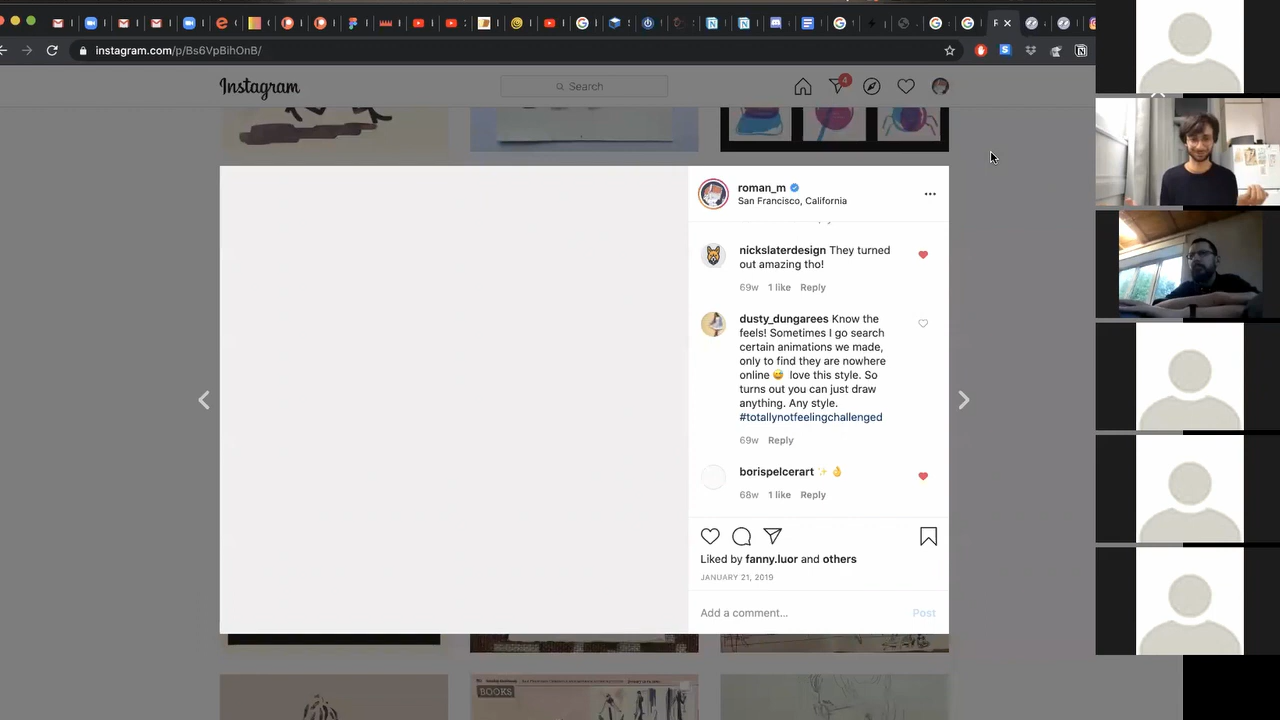 instagram.com/p/Bs6VpBihOnB/
Instagram
Search
4
roman_m
San Francisco, California
nickslaterdesign They turned
out amazing tho!
69w 1 like Reply
dusty_dungarees Know the
feels! Sometimes I go search
certain animations we made,
only to find they are nowhere
online 😅 love this style. So
turns out you can just draw
anything. Any style.
#totallynotfeelingchallenged
69w Reply
borispelcerart ✨ 👌
68w 1 like Reply
Liked by fanny.luor and others
JANUARY 21, 2019
Add a comment... Post
BOOKS